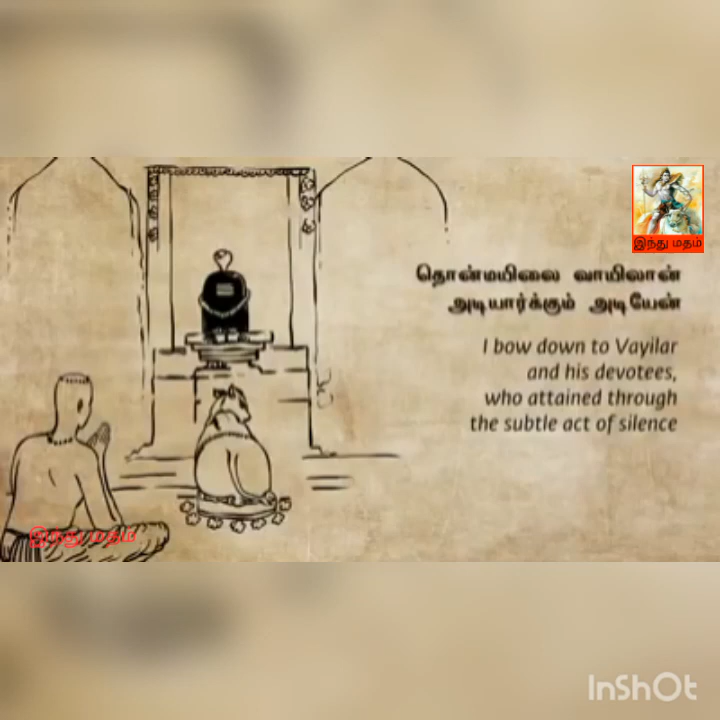 இந்து மதம்
தொன்மயிலை வாயிலான்
அடியார்க்கும் அடியேன்
I bow down to Vayilar
and his devotees,
who attained through
the subtle act of silence
இந்து மதம்
InShOt